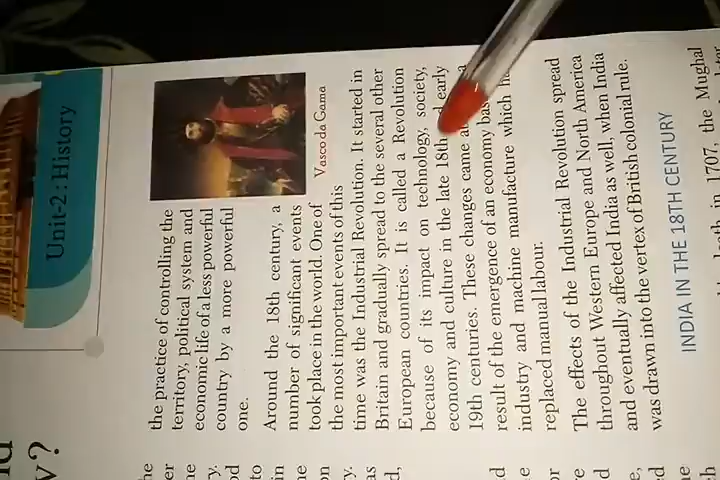 Unit-2 : History
the practice of controlling the
territory, political system and
economic life of a less powerful
country by a more powerful
one.
Vasco da Gama
Around the 18th century, a
number of significant events
took place in the world. One of
the most important events of this
time was the Industrial Revolution. It started in
Britain and gradually spread to the several other
European countries. It is called a Revolution
because of its impact on technology, society,
economy and culture in the late 18th early
19th centuries. These changes came a
result of the emergence of an economy
industry and machine manufacture which
replaced manual labour.
The effects of the Industrial Revolution spread
throughout Western Europe and North America
and eventually affected India as well, when India
was drawn into the vertex of British colonial rule.
INDIA IN THE 18TH CENTURY
in 1707, the Mughal